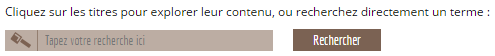 Cliquez sur les titres pour explorer leur contenu, ou recherchez directement un terme :
Tapez votre recherche ici Rechercher